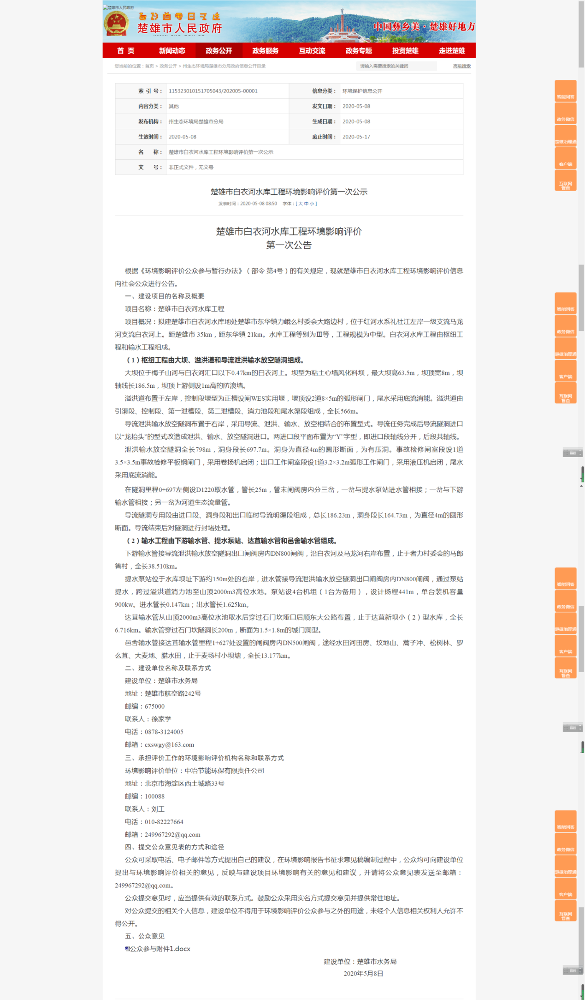 楚雄市人民政府
楚雄市人民政府
中国彝乡美·楚雄好地方
首 页 新闻动态 政务公开 政务服务 互动交流 政务专题 投资楚雄 走进楚雄
您当前的位置：首页 > 政务公开 > 州生态环境局楚雄市分局政府信息公开目录 请输入需要搜索的关键词 高级搜索
索 引 号： 115323010151705043/202005-00001 信息分类： 环境保护信息公开
内容分类： 其他 发文日期： 2020-05-08
发布机构： 州生态环境局楚雄市分局 生成日期： 2020-05-08
生效时间： 2020-05-08 废止时间： 2020-05-17
名 称： 楚雄市白衣河水库工程环境影响评价第一次公示
文 号： 非正式文件，无文号
楚雄市白衣河水库工程环境影响评价第一次公示
发表时间：2020-05-08 08:50 字体：[ 大 中 小 ]
楚雄市白衣河水库工程环境影响评价
第一次公告
根据《环境影响评价公众参与暂行办法》（部令 第4号）的有关规定，现就楚雄市白衣河水库工程环境影响评价信息
向社会公众进行公告。
一、建设项目的名称及概要
项目名称：楚雄市白衣河水库工程
项目概况：拟建楚雄市白衣河水库地处楚雄市东华镇力峨么村委会大路边村，位于红河水系礼社江左岸一级支流马龙
河支流白衣河上。距楚雄市 35km，距东华镇 21km。水库工程等别为Ⅲ等，工程规模为中型。白衣河水库工程由枢纽工
程和输水工程组成。
（1）枢纽工程由大坝、溢洪道和导流泄洪输水放空隧洞组成。
大坝位于梅子山河与白衣河汇口以下0.47km的白衣河上。坝型为粘土心墙风化料坝，最大坝高63.5m，坝顶宽8m，坝
轴线长186.5m，坝顶上游侧设1m高的防浪墙。
溢洪道布置于左岸，控制段堰型为正槽设闸WES实用堰，堰顶设2道8×5m的弧形闸门，尾水采用底流消能。溢洪道由
引渠段、控制段、第一泄槽段、第二泄槽段、消力池段和尾水渠段组成，全长566m。
导流泄洪输水放空隧洞布置于右岸，采用导流、泄洪、输水、放空相结合的布置型式。导流任务完成后导流隧洞进口
以“龙抬头”的型式改造成泄洪、输水、放空隧洞进口。两进口段平面布置为“Y”字型，即进口段轴线分开，后段共轴线。
泄洪输水放空隧洞全长798m，洞身段长697.7m。洞身为直径4m的圆形断面，为有压洞。事故检修闸室段设1道
3.5×3.5m事故检修平板钢闸门，采用卷扬机启闭；出口工作闸室段设1道3.2×3.2m弧形工作闸门，采用液压机启闭，尾水
采用底流消能。
在隧洞里程0+697左侧设D1220取水管，管长25m，管末闸阀房内分三岔，一岔与提水泵站进水管相接；一岔与下游
输水管相接；另一岔为河道生态流量管。
导流隧洞专用段由进口段、洞身段和出口临时导流明渠段组成，总长186.23m，洞身段长164.73m，为直径4m的圆形
断面。导流结束后对隧洞进行封堵处理。
（2）输水工程由下游输水管、提水泵站、达苴输水管和邑舍输水管组成。
下游输水管接导流泄洪输水放空隧洞出口闸阀房内DN800闸阀，沿白衣河及马龙河右岸布置，止于者力村委会的马郎
箐村，全长38.510km。
提水泵站位于水库坝址下游约150m处的右岸，进水管接导流泄洪输水放空隧洞出口闸阀房内DN800闸阀，通过泵站
提水，跨过溢洪道消力池至山顶2000m3高位水池。泵站设4台机组（1台为备用），设计扬程441m，单台装机容量
900kw。进水管长0.147km；出水管长1.625km。
达苴输水管从山顶2000m3高位水池取水后穿过石门坎垭口后顺东大公路布置，止于达苴新坝小（2）型水库，全长
6.716km。输水管穿过石门坎隧洞长200m，断面为1.5×1.8m的城门洞型。
邑舍输水管接达苴输水管里程1+627处设置的闸阀房内DN500闸阀，途经水田河田房、坟地山、蒿子冲、松树林、罗
么苴、大麦地、腊水田，止于麦场村小坝塘，全长13.177km。
二、建设单位名称及联系方式
建设单位：楚雄市水务局
地址：楚雄市航空路242号
邮编：675000
联系人：徐家学
电话：0878-3124005
邮箱：cxswgy@163.com
三、承担评价工作的环境影响评价机构名称和联系方式
环境影响评价单位：中冶节能环保有限责任公司
地址：北京市海淀区西土城路33号
邮编：100088
联系人：刘工
电话：010-82227664
邮箱：249967292@qq.com
四、提交公众意见表的方式和途径
公众可采取电话、电子邮件等方式提出自己的建议，在环境影响报告书征求意见稿编制过程中，公众均可向建设单位
提出与环境影响评价相关的意见，反映与建设项目环境影响有关的意见和建议，并请将公众意见表发送至邮箱：
249967292@qq.com。
公众提交意见时，应当提供有效的联系方式。鼓励公众采用实名方式提交意见并提供常住地址。
对公众提交的相关个人信息，建设单位不得用于环境影响评价公众参与之外的用途，未经个人信息相关权利人允许不
得公开。
五、公众意见
公众参与附件1.docx
建设单位：楚雄市水务局
2020年5月8日
智能问答
政务微信
楚雄治理通
客户端
互联网
督查
智能问答
政务微信
楚雄治理通
客户端
互联网
督查
智能问答
政务微信
楚雄治理通
客户端
互联网
督查
智能问答
政务微信
楚雄治理通
客户端
互联网
督查